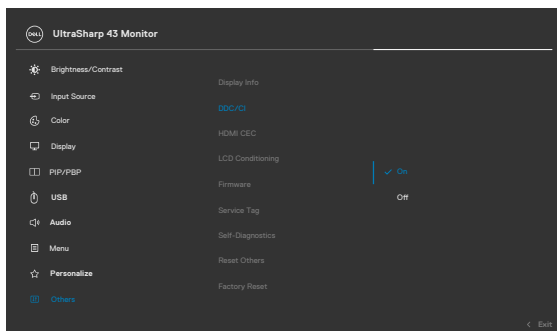 DELL UltraSharp 43 Monitor
Brightness/Contrast
Input Source
Color
Display
PIP/PBP
USB
Audio
Menu
Personalize
Others
Display Info
DDC/CI
HDMI CEC
LCD Conditioning
Firmware
Service Tag
Self-Diagnostics
Reset Others
Factory Reset
On
Off
< Exit